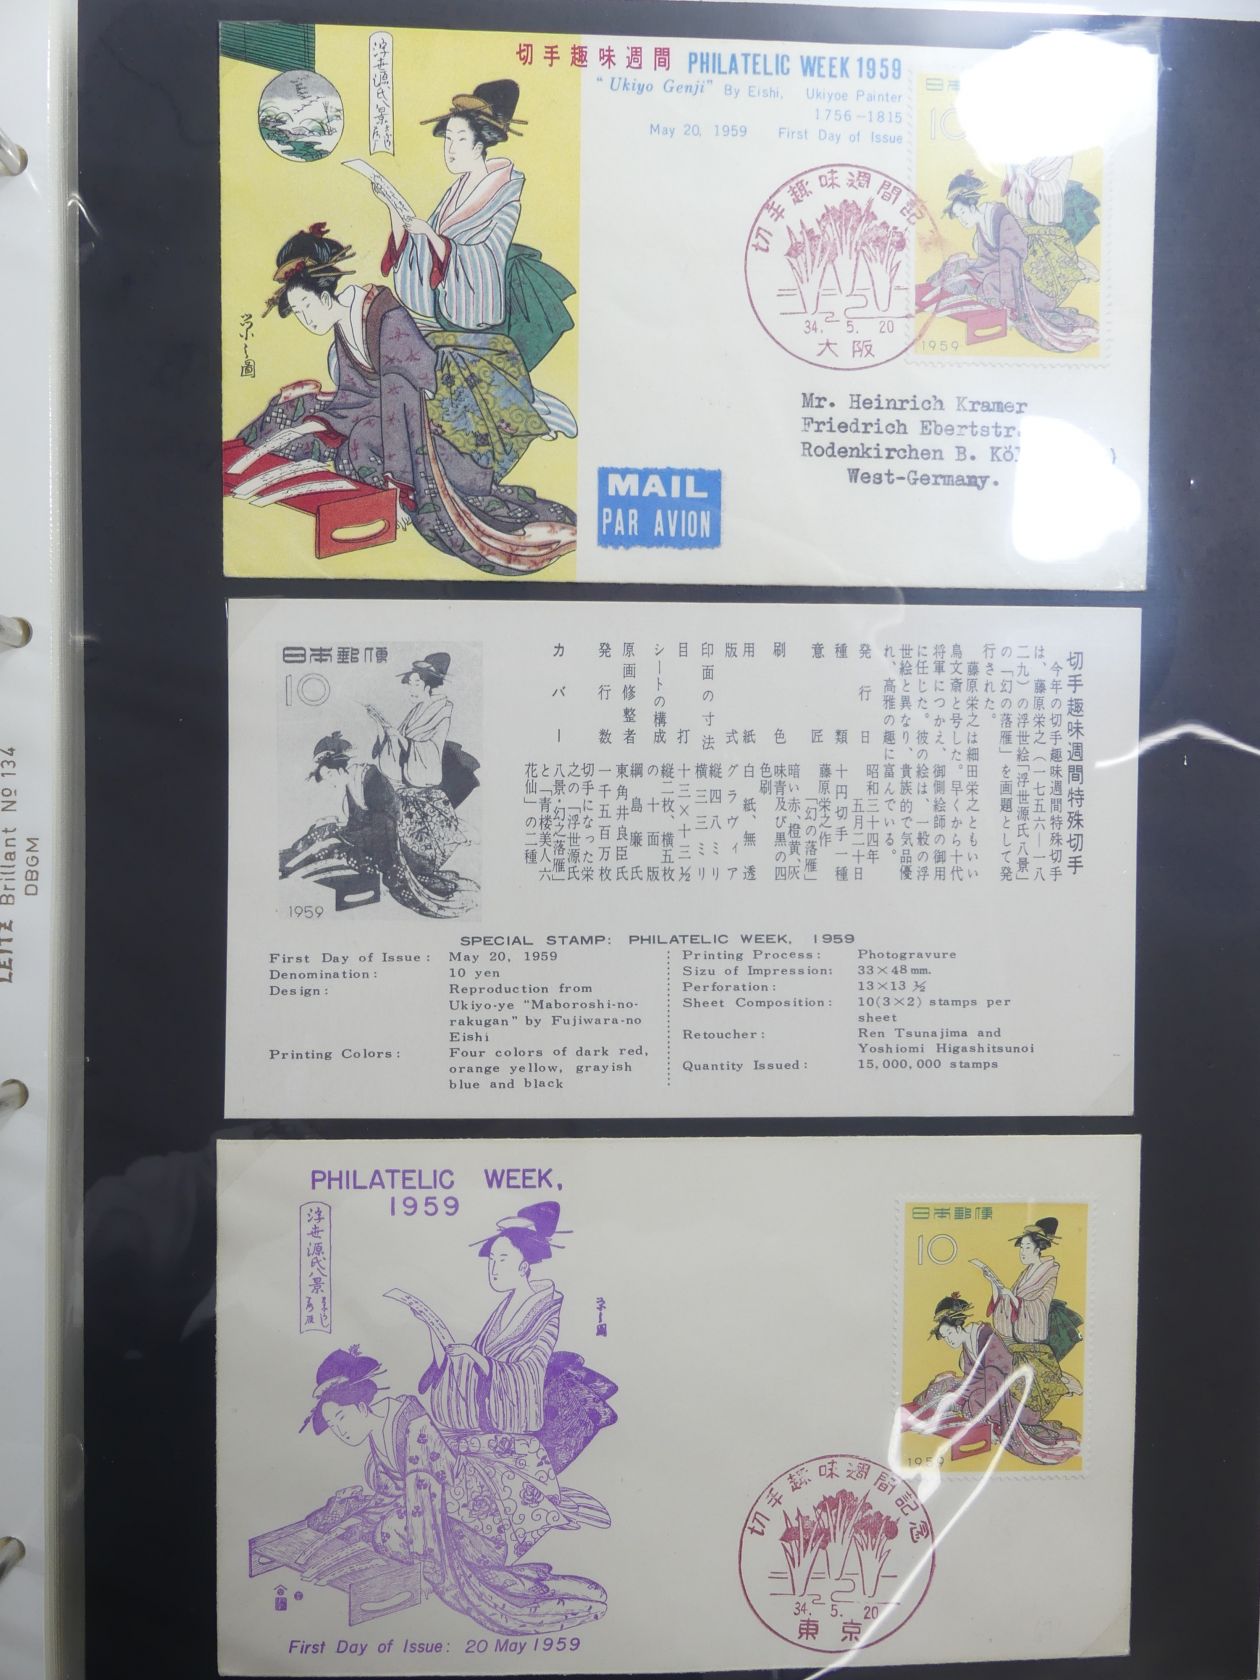 切手趣味週間 PHILATELIC WEEK 1959
"Ukiyo Genji" By Eishi, Ukiyoe Painter
1756-1815
May 20, 1959 First Day of Issue
浮世源氏八景
栄之圖
日本
10
1959
切手趣味週間記
34. 5. 20
大阪
Mr. Heinrich Kramer
Friedrich Ebertstr
Rodenkirchen B. Köl
West-Germany.
MAIL
PAR AVION
日本郵便
10
1959
切手趣味週間特殊切手
今年の切手趣味週間特殊切手
は、藤原栄之(一七五六―一八
二九)の浮世絵「浮世源氏八景」
の「幻の落雁」を画題として発
行された。
藤原栄之は細田栄之ともいい
鳥文斎と号した。早くから十代
将軍につかえ、御側絵師の御用
に任じた。彼の絵は、一般の浮
世絵と異なり、貴族的で気品優
れ、高雅の趣に富んでいる。
発行日 昭和三十四年
五月二十日
種類 十円切手一種
意匠 藤原栄之作
「幻の落雁」
刷色 暗い赤、橙黄、灰
味青及び黒の四
色刷
用紙 白紙、無透
版式 グラヴィア
印面の寸法 縦四八ミリ
横三三ミリ
目打 十三×十三½
シートの構成 縦二枚、横五枚
の十面版
原画修整者 綱島廉氏
東角井良臣氏
発行数 一千五百万枚
カバー 切手になった栄
之の「浮世源氏
八景・幻之落雁」
と「青楼美人六
花仙」の二種
SPECIAL STAMP: PHILATELIC WEEK, 1959
First Day of Issue: May 20, 1959
Denomination: 10 yen
Design: Reproduction from
Ukiyo-ye "Maboroshi-no-
rakugan" by Fujiwara-no
Eishi
Printing Colors: Four colors of dark red,
orange yellow, grayish
blue and black
Printing Process: Photogravure
Sizu of Impression: 33×48 mm.
Perforation: 13×13 ½
Sheet Composition: 10(3×2) stamps per
sheet
Retoucher: Ren Tsunajima and
Yoshiomi Higashitsunoi
Quantity Issued: 15,000,000 stamps
PHILATELIC WEEK,
1959
浮世源氏八景
栄之圖
First Day of Issue: 20 May 1959
日本郵便
10
1959
切手趣味週間記念
34. 5. 20
東京
LEITZ Brillant No 134
DBGM